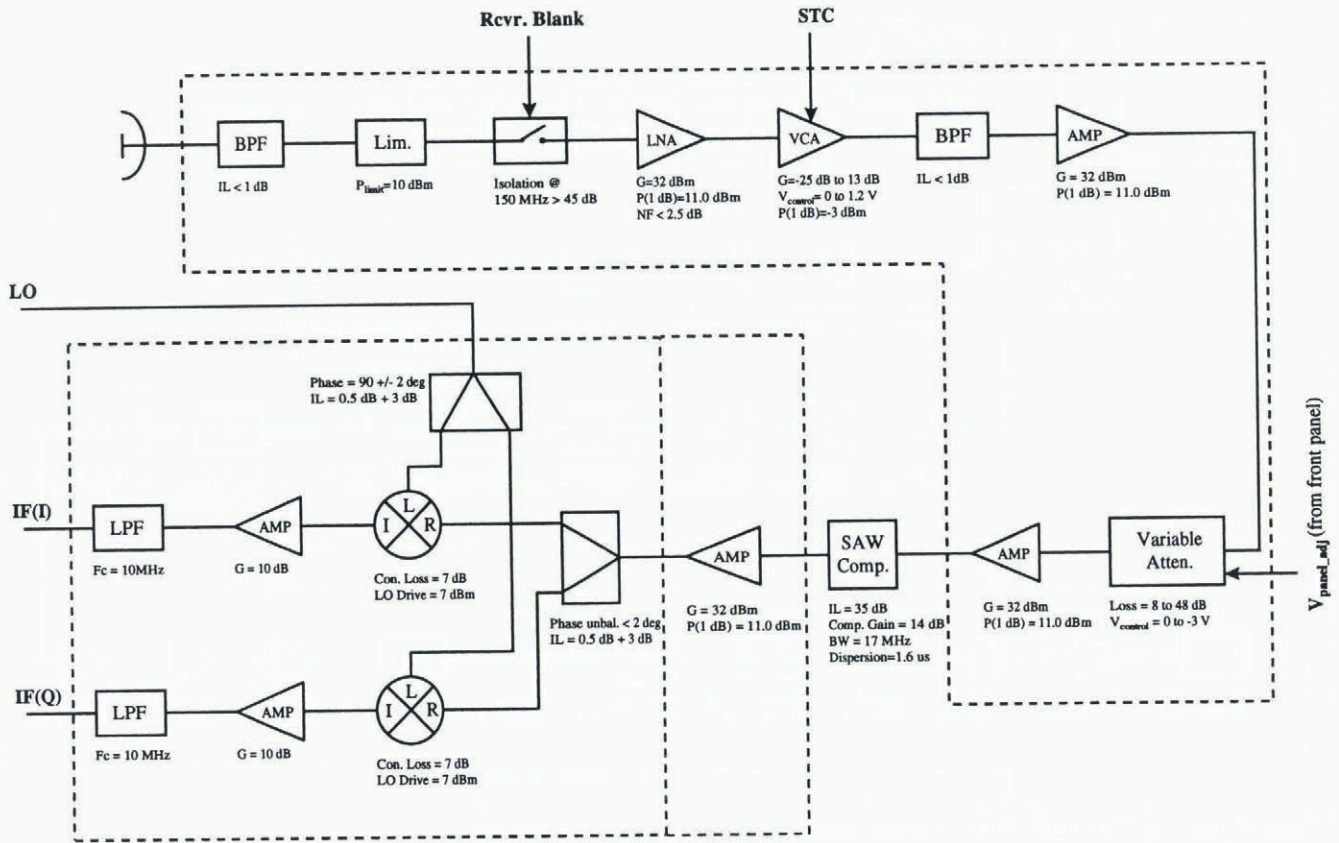 Rcvr. Blank
STC
BPF
IL < 1 dB
Lim.
P_limit=10 dBm
Isolation @
150 MHz > 45 dB
LNA
G=32 dBm
P(1 dB)=11.0 dBm
NF < 2.5 dB
VCA
G=-25 dB to 13 dB
V_control= 0 to 1.2 V
P(1 dB)=-3 dBm
BPF
IL < 1dB
AMP
G = 32 dBm
P(1 dB) = 11.0 dBm
LO
Phase = 90 +/- 2 deg
IL = 0.5 dB + 3 dB
IF(I)
LPF
Fc = 10MHz
AMP
G = 10 dB
L
I
R
Con. Loss = 7 dB
LO Drive = 7 dBm
Phase unbal. < 2 deg
IL = 0.5 dB + 3 dB
AMP
G = 32 dBm
P(1 dB) = 11.0 dBm
SAW
Comp.
IL = 35 dB
Comp. Gain = 14 dB
BW = 17 MHz
Dispersion=1.6 us
AMP
G = 32 dBm
P(1 dB) = 11.0 dBm
Variable
Atten.
Loss = 8 to 48 dB
V_control = 0 to -3 V
V_panel_adj (from front panel)
IF(Q)
LPF
Fc = 10 MHz
AMP
G = 10 dB
L
I
R
Con. Loss = 7 dB
LO Drive = 7 dBm